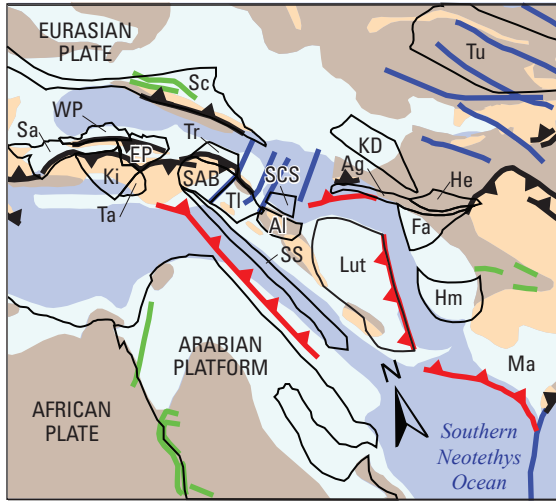 EURASIAN
PLATE
Tu
Sc
WP
Tr
Sa
EP
KD
SCS
Ag
Ki
SAB
He
Ta
TI
Al
Fa
SS
Lut
Hm
ARABIAN
PLATFORM
Ma
N
AFRICAN
PLATE
Southern
Neotethys
Ocean